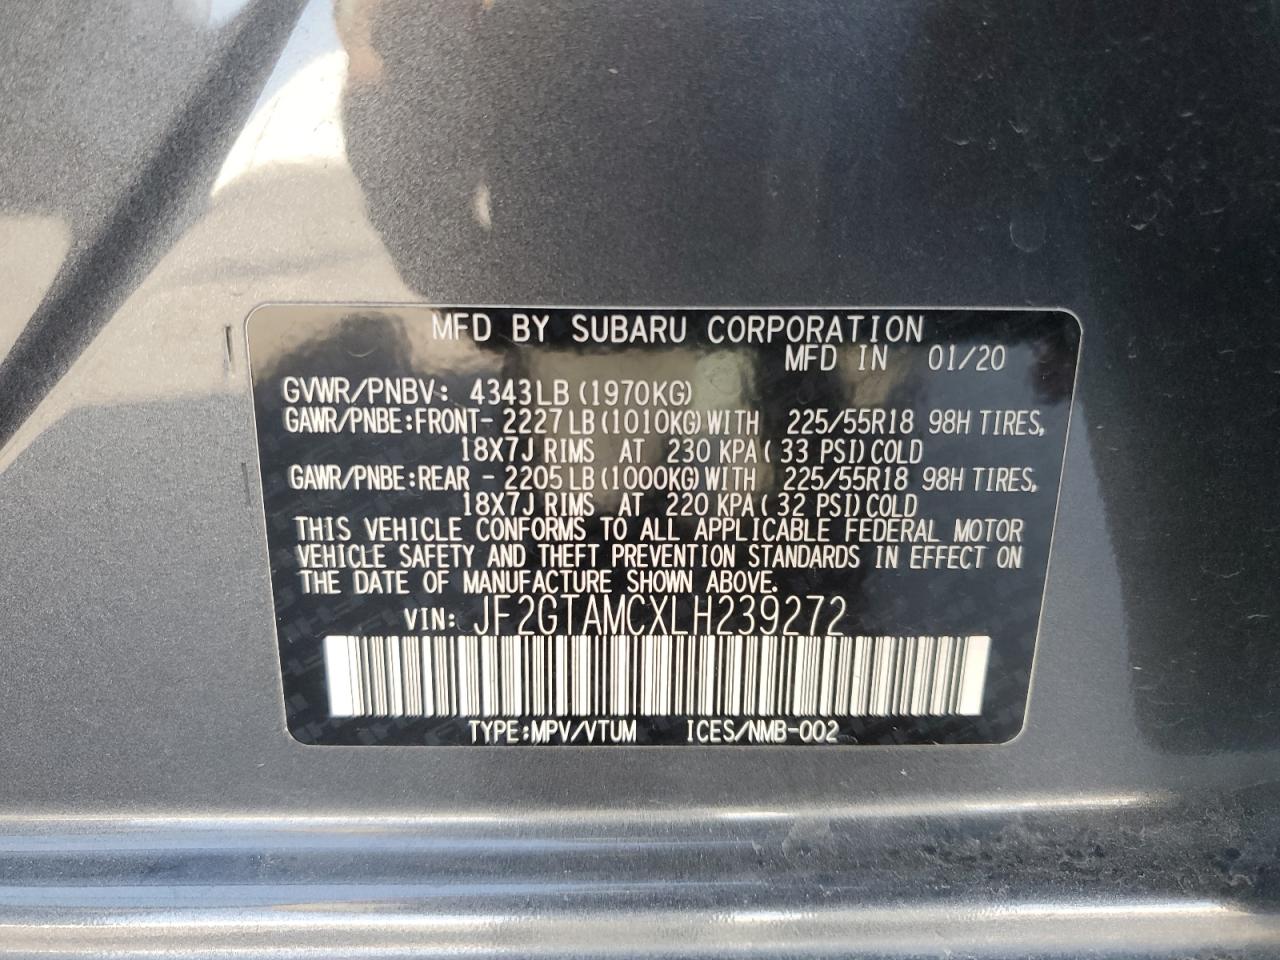 MFD BY SUBARU CORPORATION
MFD IN 01/20
GVWR/PNBV: 4343LB (1970KG)
GAWR/PNBE:FRONT- 2227 LB (1010KG) WITH 225/55R18 98H TIRES,
18X7J RIMS AT 230 KPA ( 33 PSI) COLD
GAWR/PNBE:REAR - 2205 LB (1000KG) WITH 225/55R18 98H TIRES,
18X7J RIMS AT 220 KPA ( 32 PSI) COLD
THIS VEHICLE CONFORMS TO ALL APPLICABLE FEDERAL MOTOR
VEHICLE SAFETY AND THEFT PREVENTION STANDARDS IN EFFECT ON
THE DATE OF MANUFACTURE SHOWN ABOVE.
VIN: JF2GTAMCXLH239272
TYPE:MPV/VTUM ICES/NMB-002